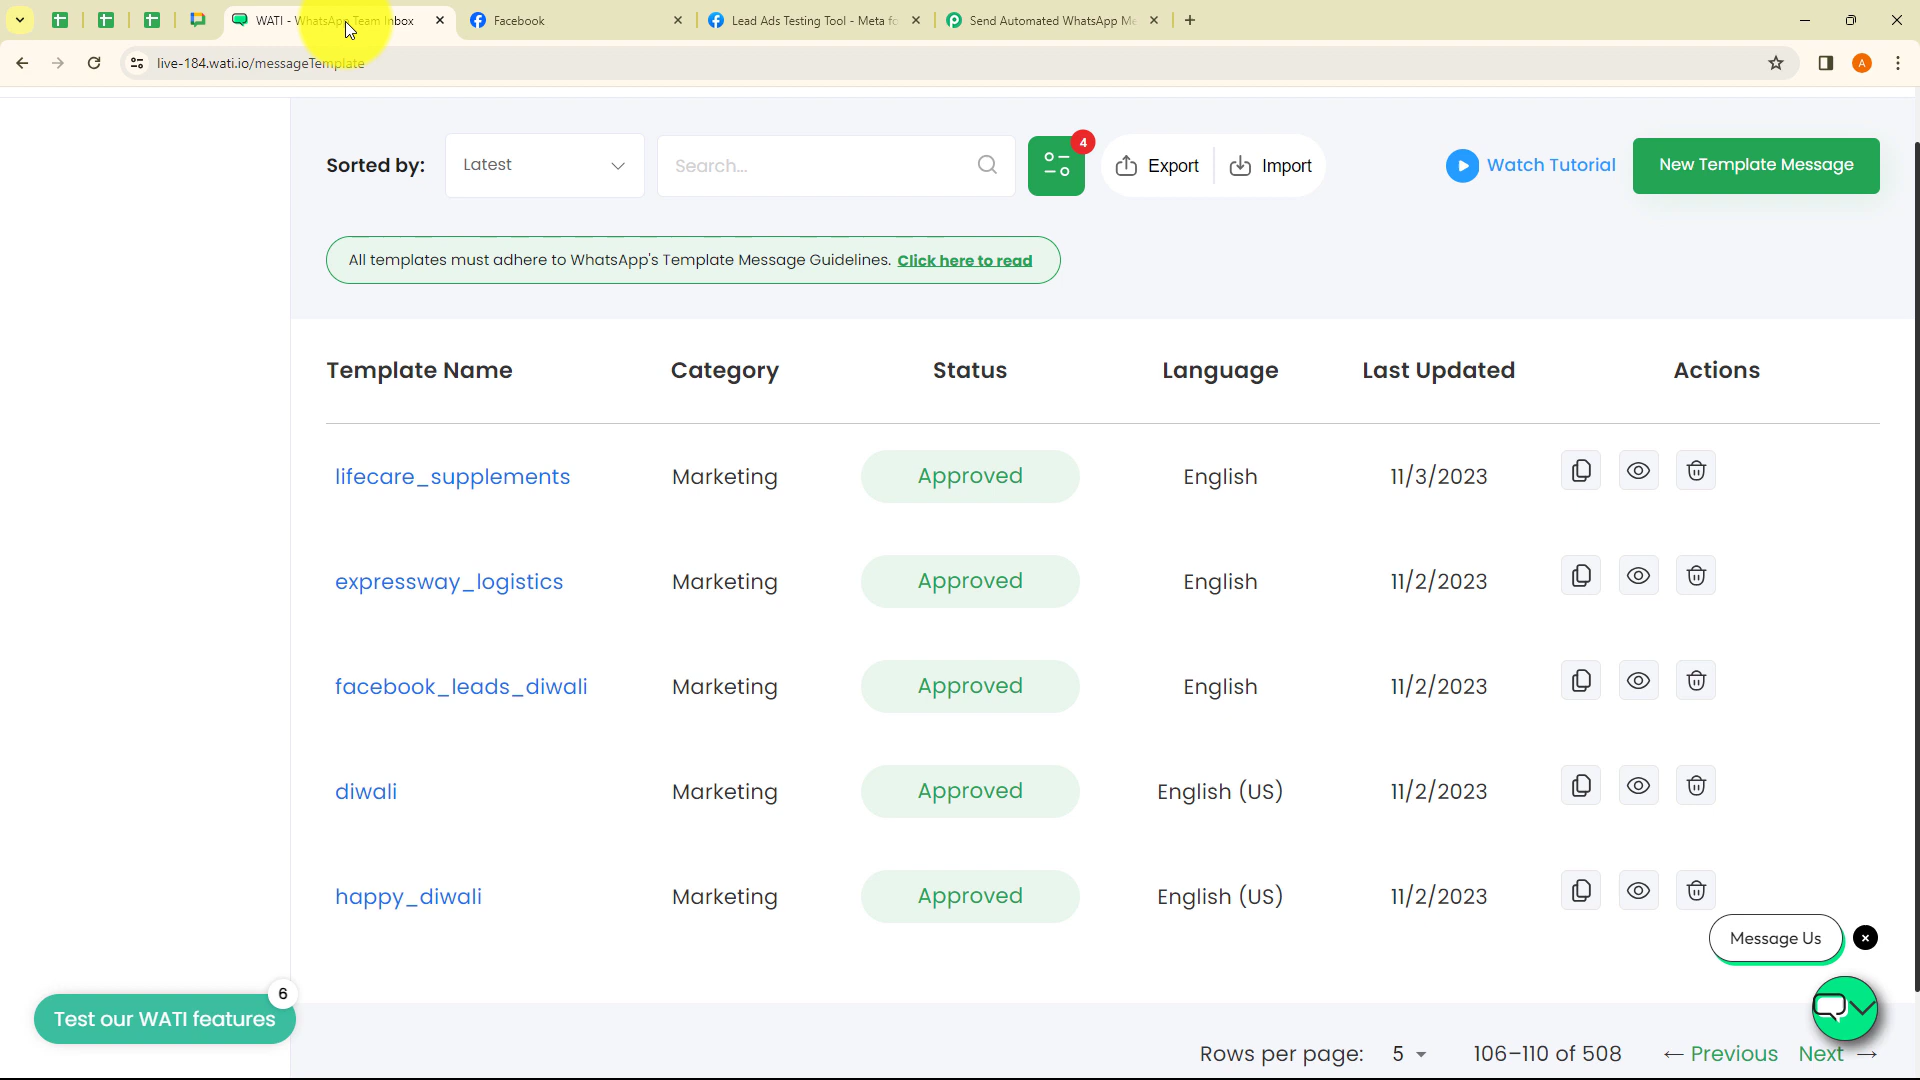 WATI - WhatsApp Team Inbox
Facebook
Lead Ads Testing Tool - Meta fo
Send Automated WhatsApp Me
live-184.wati.io/messageTemplate
A
Sorted by:
Latest
Search...
4
Export
Import
Watch Tutorial
New Template Message
All templates must adhere to WhatsApp's Template Message Guidelines. Click here to read
Template Name Category Status Language Last Updated Actions
lifecare_supplements Marketing Approved English 11/3/2023
expressway_logistics Marketing Approved English 11/2/2023
facebook_leads_diwali Marketing Approved English 11/2/2023
diwali Marketing Approved English (US) 11/2/2023
happy_diwali Marketing Approved English (US) 11/2/2023
Message Us
6
Test our WATI features
Rows per page: 5 106-110 of 508 ← Previous Next →